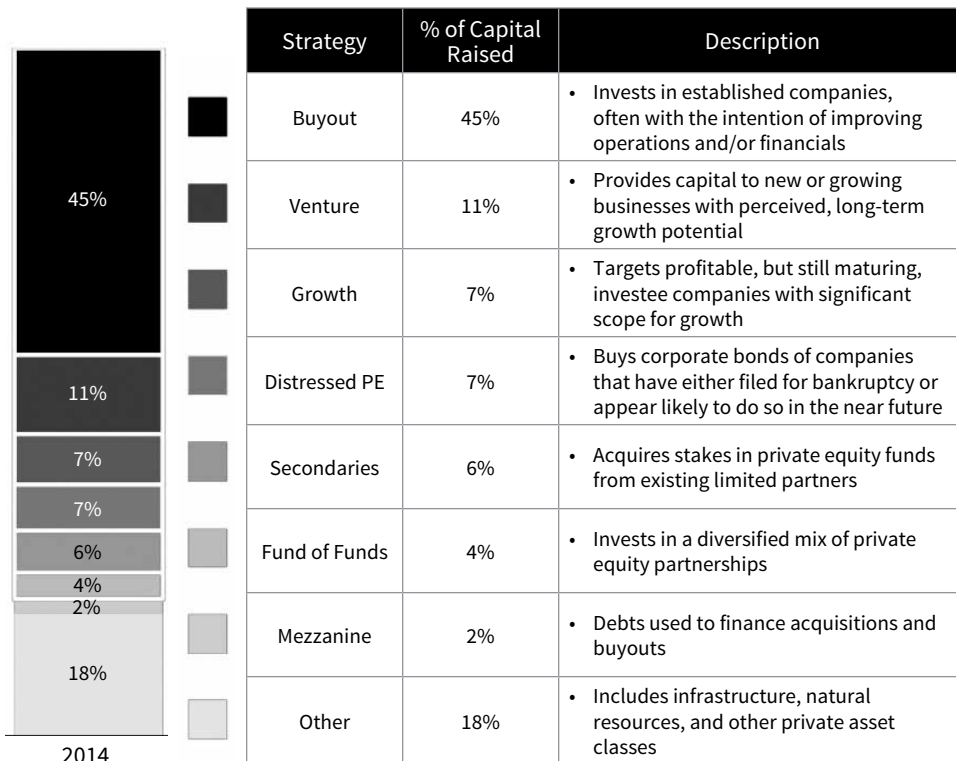 45%
11%
7%
7%
6%
4%
2%
18%
2014
Strategy
% of Capital
Raised
Description
Buyout
45%
• Invests in established companies,
often with the intention of improving
operations and/or financials
Venture
11%
• Provides capital to new or growing
businesses with perceived, long-term
growth potential
Growth
7%
• Targets profitable, but still maturing,
investee companies with significant
scope for growth
Distressed PE
7%
• Buys corporate bonds of companies
that have either filed for bankruptcy or
appear likely to do so in the near future
Secondaries
6%
• Acquires stakes in private equity funds
from existing limited partners
Fund of Funds
4%
• Invests in a diversified mix of private
equity partnerships
Mezzanine
2%
• Debts used to finance acquisitions and
buyouts
Other
18%
• Includes infrastructure, natural
resources, and other private asset
classes